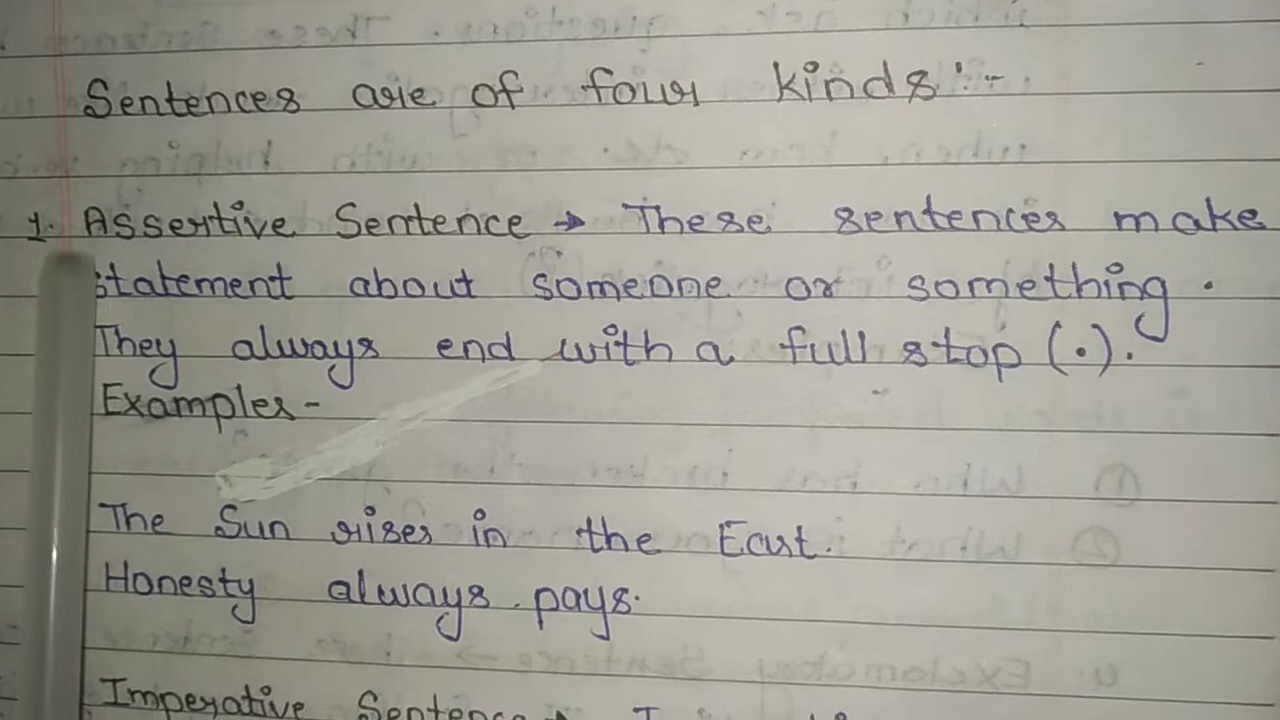 Sentences are of four kinds:-
1. Assertive Sentence → These sentences make
statement about someone or something.
They always end with a full stop (.).
Examples-
The Sun rises in the East.
Honesty always pays.
Imperative Sentence →